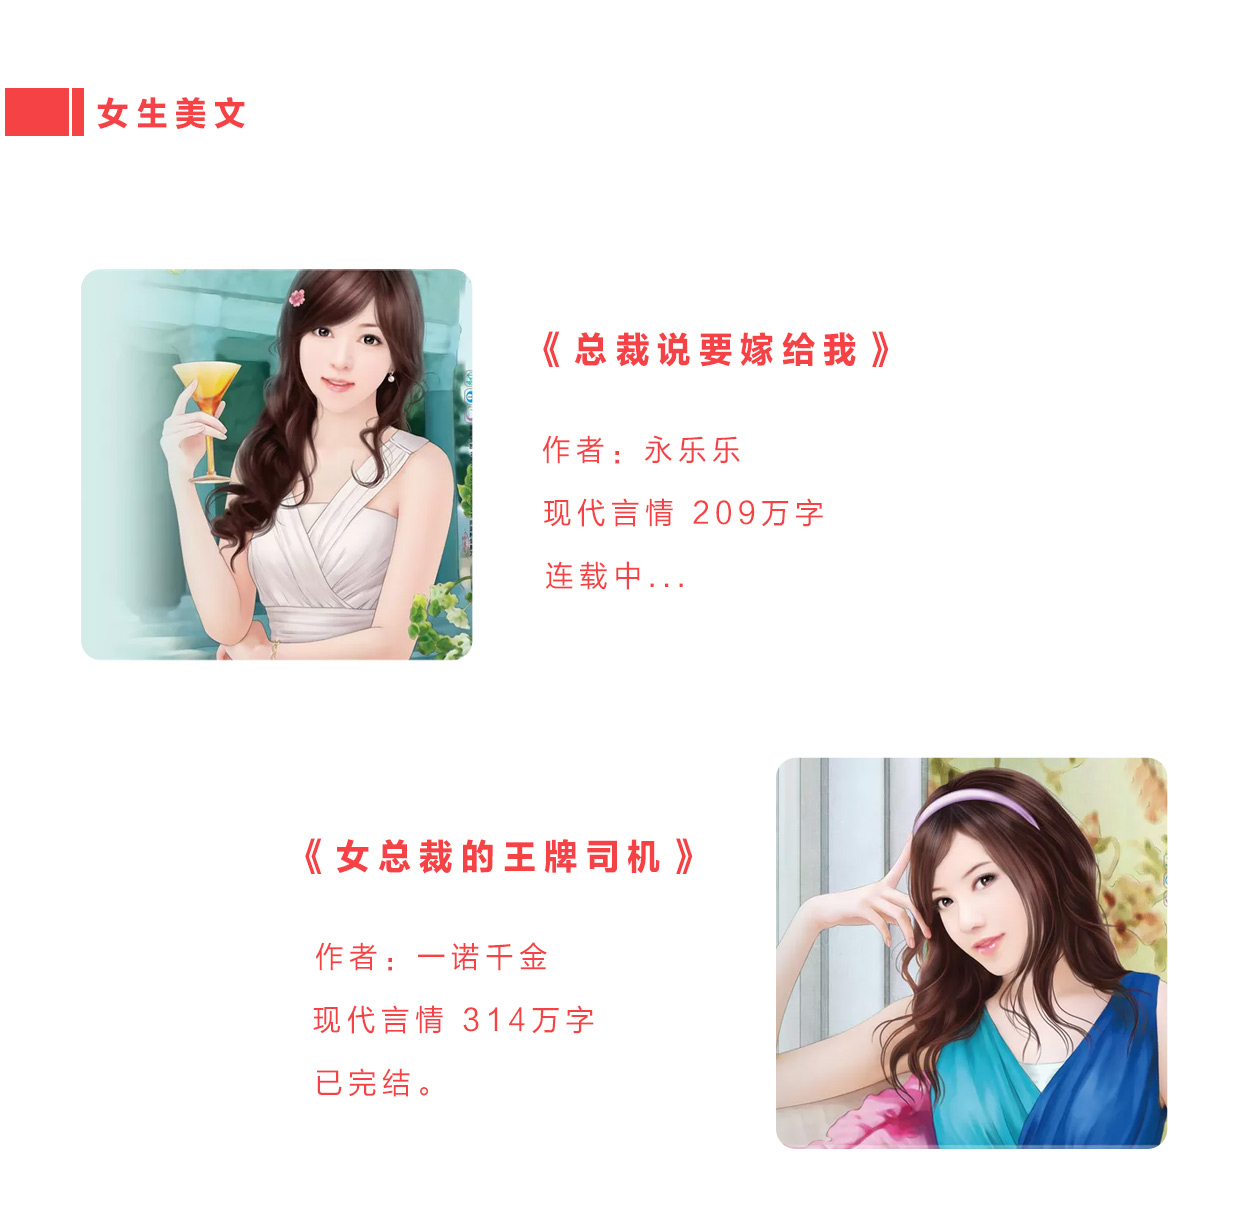 女生美文
《总裁说要嫁给我》
作者：永乐乐
现代言情 209万字
连载中...
《女总裁的王牌司机》
作者：一诺千金
现代言情 314万字
已完结。